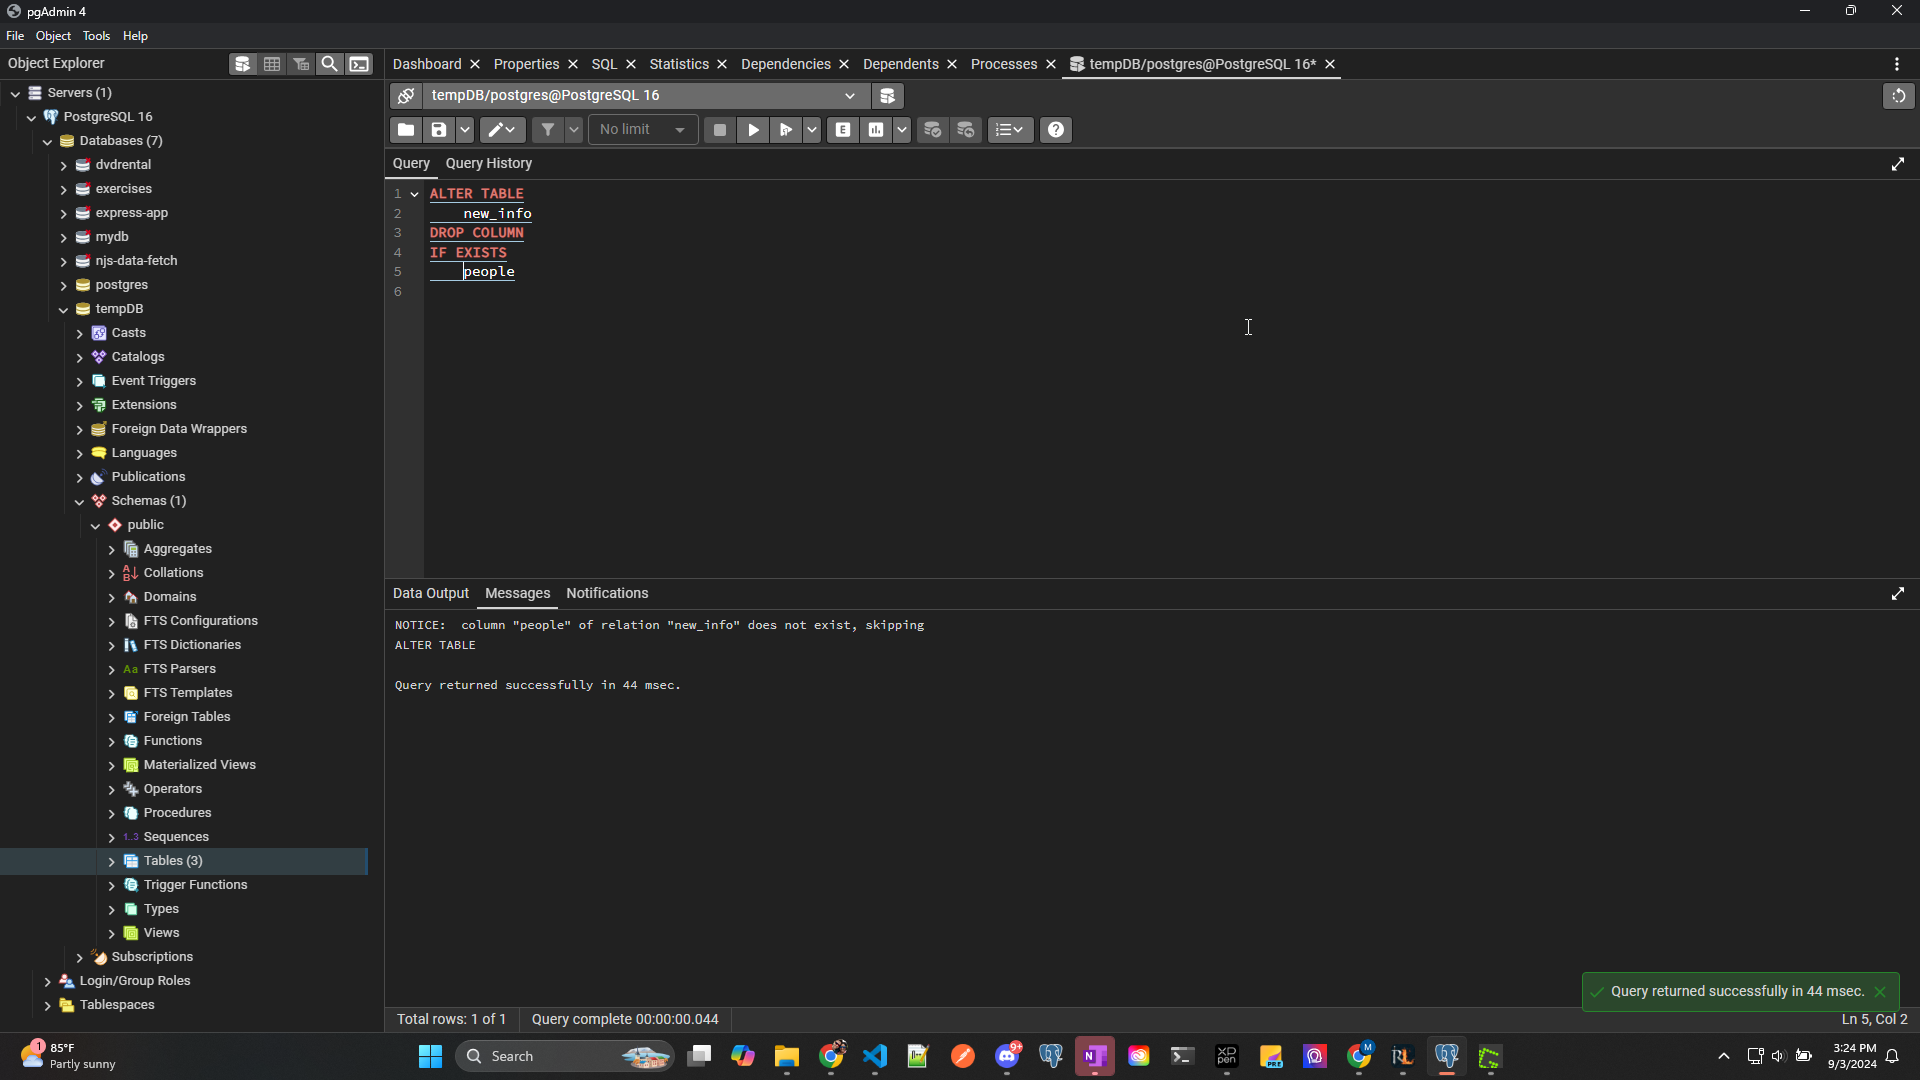 pgAdmin 4
File Object Tools Help
Object Explorer
Dashboard Properties SQL Statistics Dependencies Dependents Processes tempDB/postgres@PostgreSQL 16*
Servers (1)
PostgreSQL 16
Databases (7)
dvdrental
exercises
express-app
mydb
njs-data-fetch
postgres
tempDB
Casts
Catalogs
Event Triggers
Extensions
Foreign Data Wrappers
Languages
Publications
Schemas (1)
public
Aggregates
Collations
Domains
FTS Configurations
FTS Dictionaries
FTS Parsers
FTS Templates
Foreign Tables
Functions
Materialized Views
Operators
Procedures
1..3 Sequences
Tables (3)
Trigger Functions
Types
Views
Subscriptions
Login/Group Roles
Tablespaces
tempDB/postgres@PostgreSQL 16
No limit
Query Query History
1 ALTER TABLE
2 new_info
3 DROP COLUMN
4 IF EXISTS
5 people
6
Data Output Messages Notifications
NOTICE:  column "people" of relation "new_info" does not exist, skipping
ALTER TABLE
Query returned successfully in 44 msec.
Query returned successfully in 44 msec.
Total rows: 1 of 1 Query complete 00:00:00.044 Ln 5, Col 2
1 85°F
Partly sunny
Search
9+
3:24 PM
9/3/2024